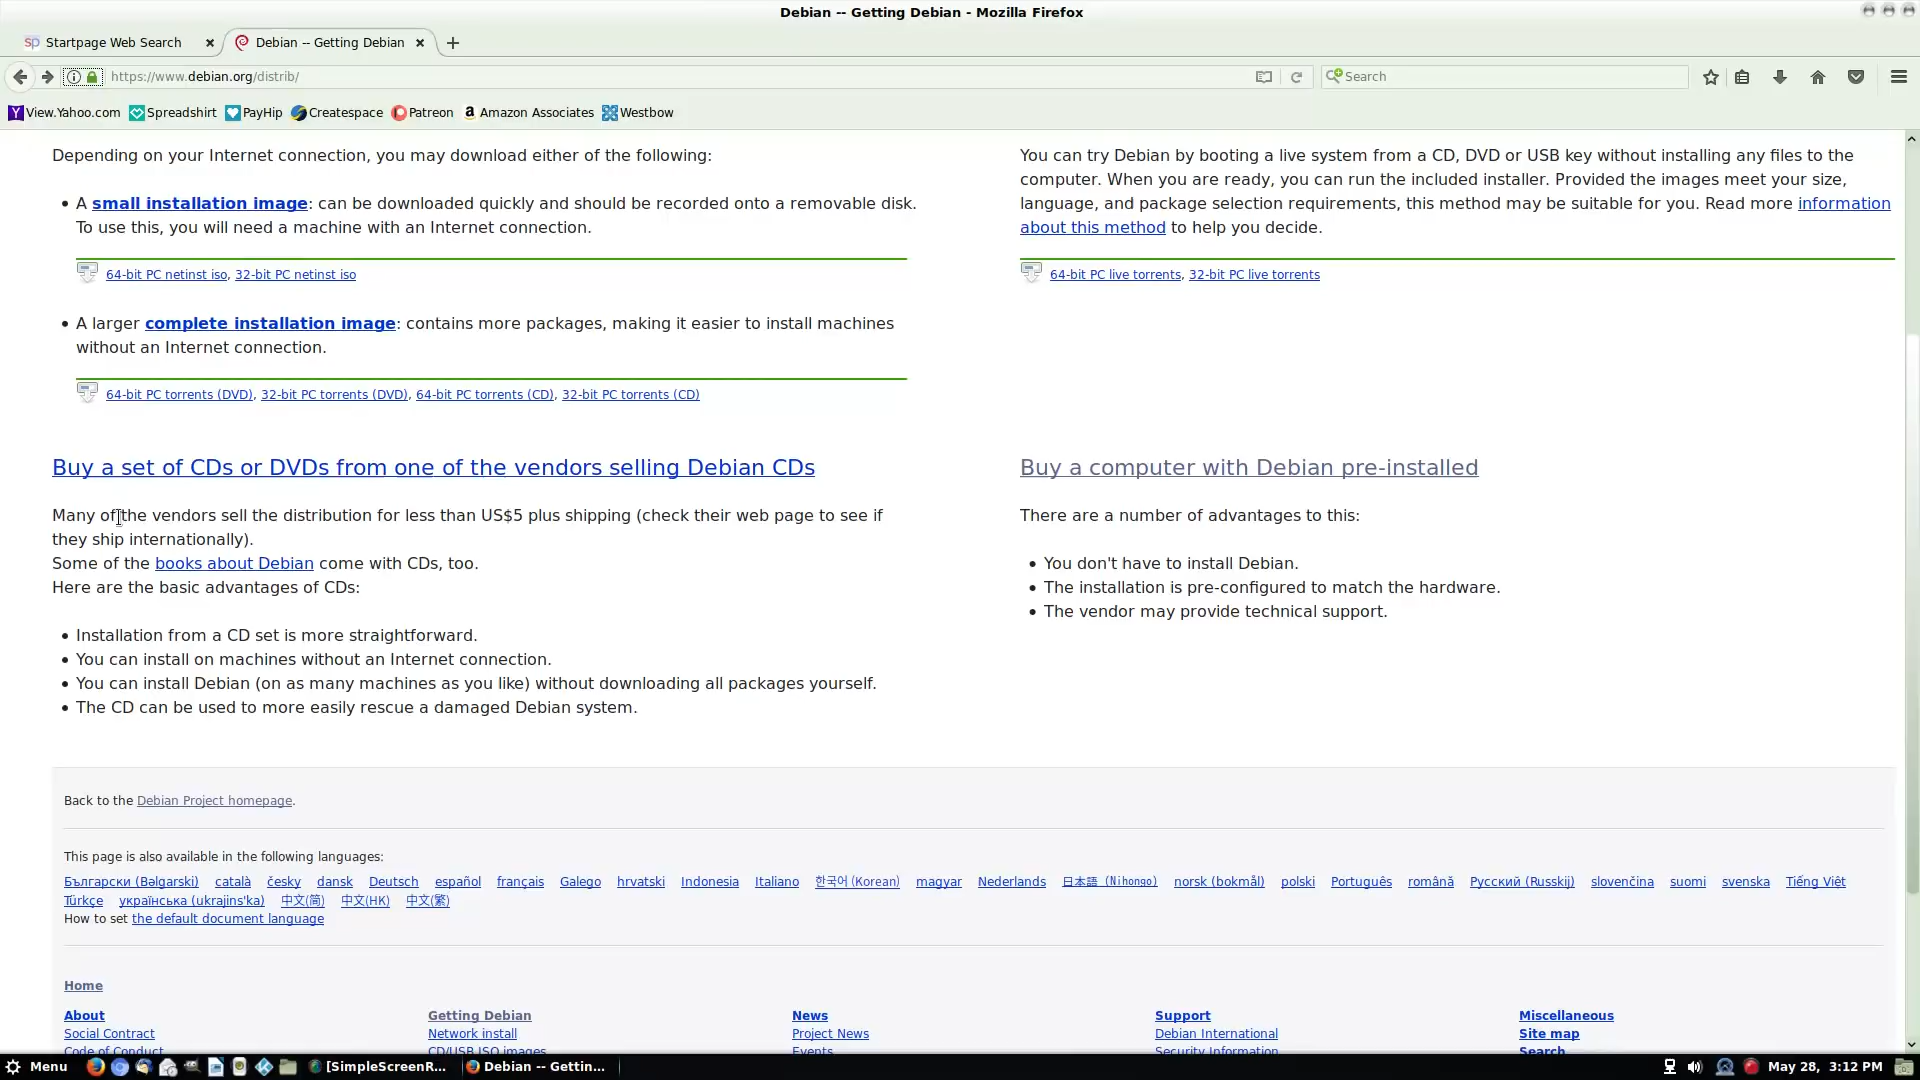 Debian -- Getting Debian - Mozilla Firefox
Startpage Web Search
Debian -- Getting Debian
https://www.debian.org/distrib/
Search
View.Yahoo.com Spreadshirt PayHip Createspace Patreon Amazon Associates Westbow
Depending on your Internet connection, you may download either of the following:
• A small installation image: can be downloaded quickly and should be recorded onto a removable disk.
To use this, you will need a machine with an Internet connection.
64-bit PC netinst iso, 32-bit PC netinst iso
• A larger complete installation image: contains more packages, making it easier to install machines
without an Internet connection.
64-bit PC torrents (DVD), 32-bit PC torrents (DVD), 64-bit PC torrents (CD), 32-bit PC torrents (CD)
You can try Debian by booting a live system from a CD, DVD or USB key without installing any files to the
computer. When you are ready, you can run the included installer. Provided the images meet your size,
language, and package selection requirements, this method may be suitable for you. Read more information
about this method to help you decide.
64-bit PC live torrents, 32-bit PC live torrents
Buy a set of CDs or DVDs from one of the vendors selling Debian CDs
Many of the vendors sell the distribution for less than US$5 plus shipping (check their web page to see if
they ship internationally).
Some of the books about Debian come with CDs, too.
Here are the basic advantages of CDs:
• Installation from a CD set is more straightforward.
• You can install on machines without an Internet connection.
• You can install Debian (on as many machines as you like) without downloading all packages yourself.
• The CD can be used to more easily rescue a damaged Debian system.
Buy a computer with Debian pre-installed
There are a number of advantages to this:
• You don't have to install Debian.
• The installation is pre-configured to match the hardware.
• The vendor may provide technical support.
Back to the Debian Project homepage.
This page is also available in the following languages:
Български (Bəlgarski) català česky dansk Deutsch español français Galego hrvatski Indonesia Italiano 한국어 (Korean) magyar Nederlands 日本語 (Nihongo) norsk (bokmål) polski Português română Русский (Russkij) slovenčina suomi svenska Tiếng Việt
Türkçe українська (ukrajins'ka) 中文(简) 中文(HK) 中文(繁)
How to set the default document language
Home
About Getting Debian News Support Miscellaneous
Social Contract Network install Project News Debian International Site map
Code of Conduct CD/USB ISO images Events Security Information Search
Menu [SimpleScreenR... Debian -- Gettin... May 28, 3:12 PM